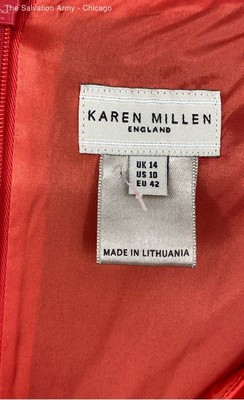 The Salvation Army - Chicago
KAREN MILLEN
ENGLAND
UK 14
US 10
EU 42
MADE IN LITHUANIA